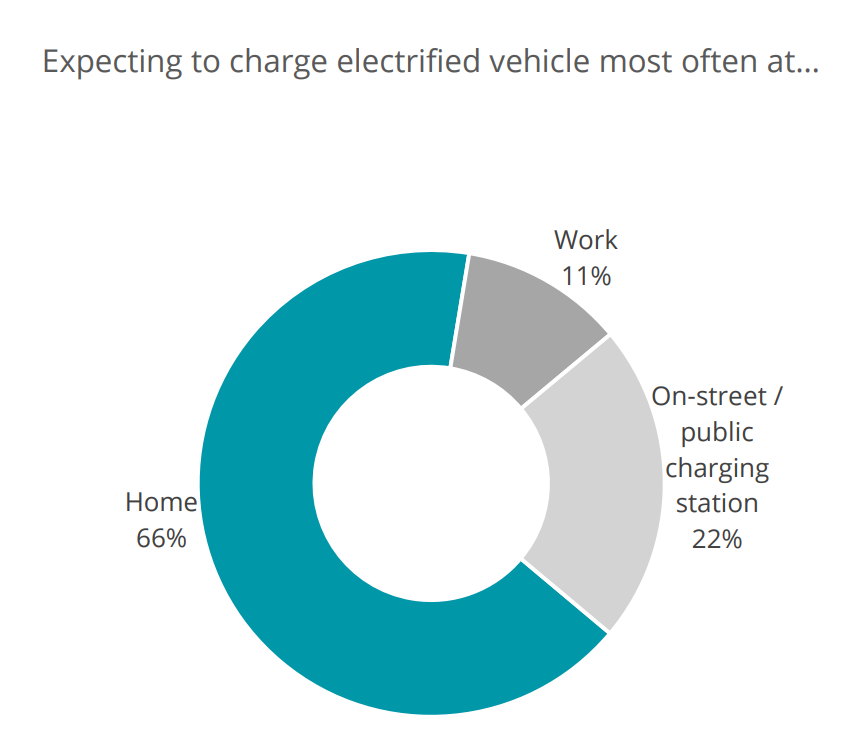 Expecting to charge electrified vehicle most often at...
Work
11%
On-street /
public
charging
station
22%
Home
66%